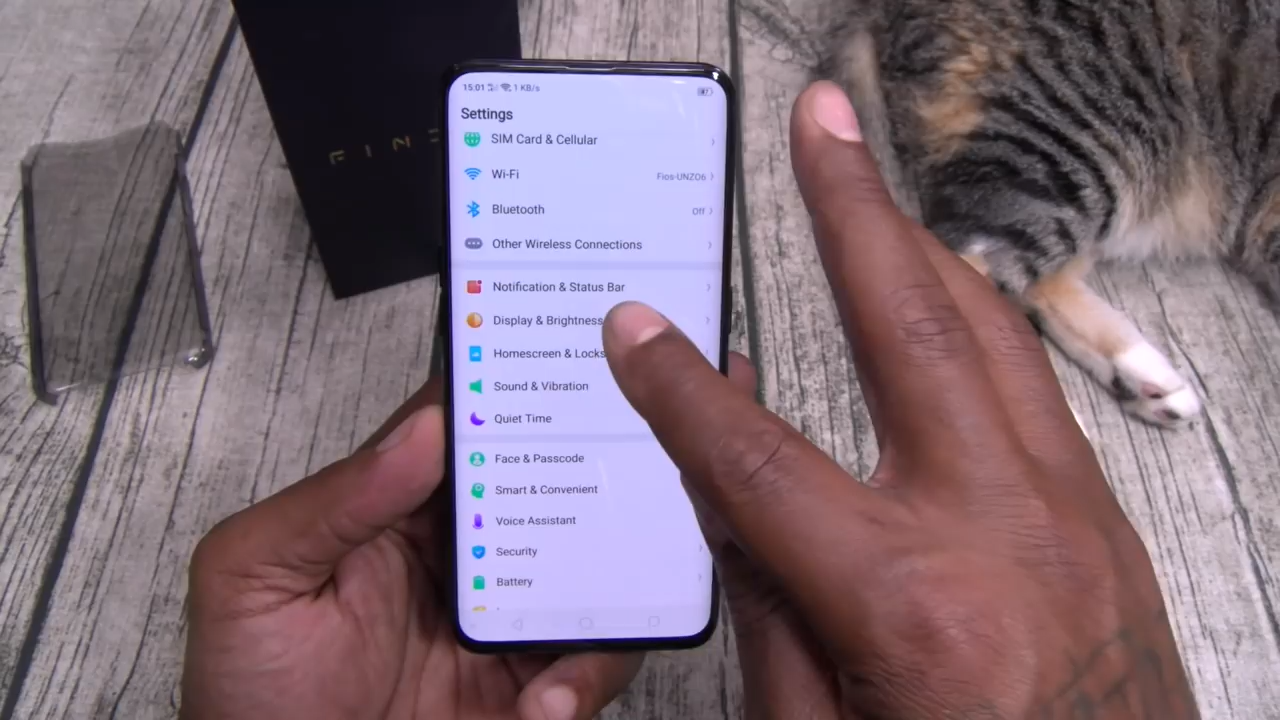 FIN
15:01 1 KB/s
Settings
SIM Card & Cellular
Wi-Fi Fios-UNZO6
Bluetooth Off
Other Wireless Connections
Notification & Status Bar
Display & Brightness
Homescreen & Locks
Sound & Vibration
Quiet Time
Face & Passcode
Smart & Convenient
Voice Assistant
Security
Battery